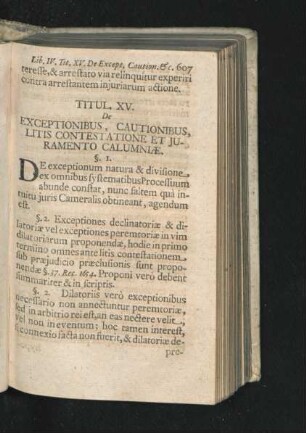 Lib. IV. Tit. XV. De Except. Caution. &c. 607
teresse, & arrestato via relinquitur experiri
contra arrestantem injuriarum actione.
TITUL. XV.
De
EXCEPTIONIBUS, CAUTIONIBUS,
LITIS CONTESTATIONE ET JU-
RAMENTO CALUMNIÆ.
§. 1.
DE exceptionum natura & divisione
ex omnibus systematibus Processuum
abunde constat, nunc saltem qua in-
tuitu juris Cameralis obtineant, agendum
est.
§. 2. Exceptiones declinatoriæ & di-
latoriæ vel exceptiones peremtoriæ in vim
dilatoriarum proponendæ, hodie in primo
termino omnes ante litis contestationem
sub præjudicio præclusionis sunt propo-
nendæ §. 37. Rec. 1654. Proponi verò debent
summariter & in scriptis.
§. 2. Dilatoriis verò exceptionibus
necessario non annectuntur peremtoriæ,
sed in arbitrio rei est, an eas nectere velit,
vel non in eventum: hoc tamen interest,
si connexio facta non fuerit, & dilatoriæ de-
pre-